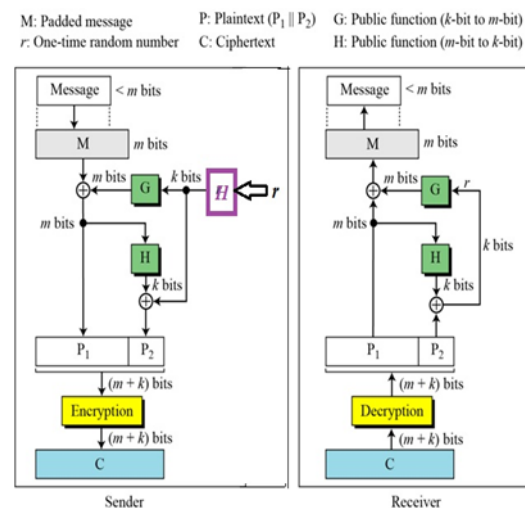 M: Padded message P: Plaintext (P1 || P2) G: Public function (k-bit to m-bit)
r: One-time random number C: Ciphertext H: Public function (m-bit to k-bit)
Message < m bits
M m bits
m bits G k bits H r
m bits
H
k bits
P1 P2
(m + k) bits
Encryption
(m + k) bits
C
Sender
Message < m bits
M m bits
m bits G r
m bits
H k bits
k bits
P1 P2
(m + k) bits
Decryption
(m + k) bits
C
Receiver